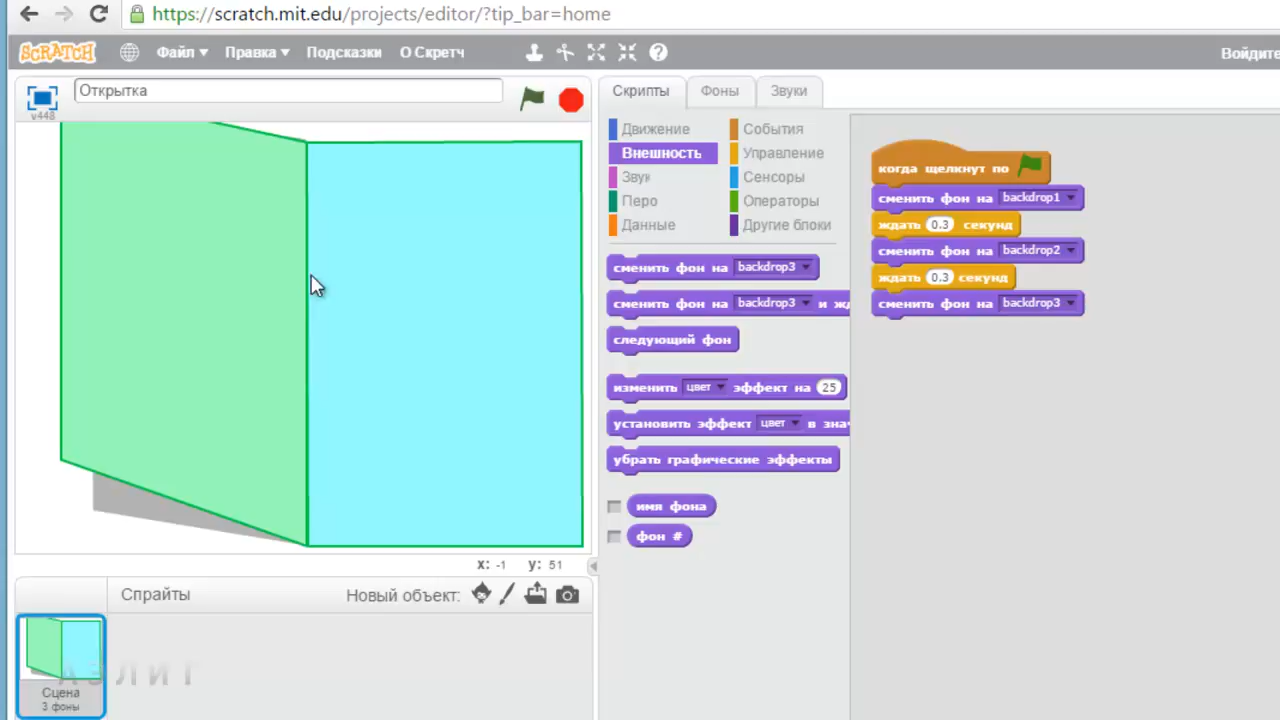 https://scratch.mit.edu/projects/editor/?tip_bar=home
SCRATCH Файл Правка Подсказки О Скретч Войдите
v448 Открытка
Скрипты Фоны Звуки
Движение События
Внешность Управление
Звук Сенсоры
Перо Операторы
Данные Другие блоки
сменить фон на backdrop3
сменить фон на backdrop3 и
следующий фон
изменить цвет эффект на 25
установить эффект цвет в
убрать графические эффекты
имя фона
фон #
когда щелкнут по
сменить фон на backdrop1
ждать 0.3 секунд
сменить фон на backdrop2
ждать 0.3 секунд
сменить фон на backdrop3
x: -1 y: 51
Спрайты Новый объект:
Сцена
3 фоны